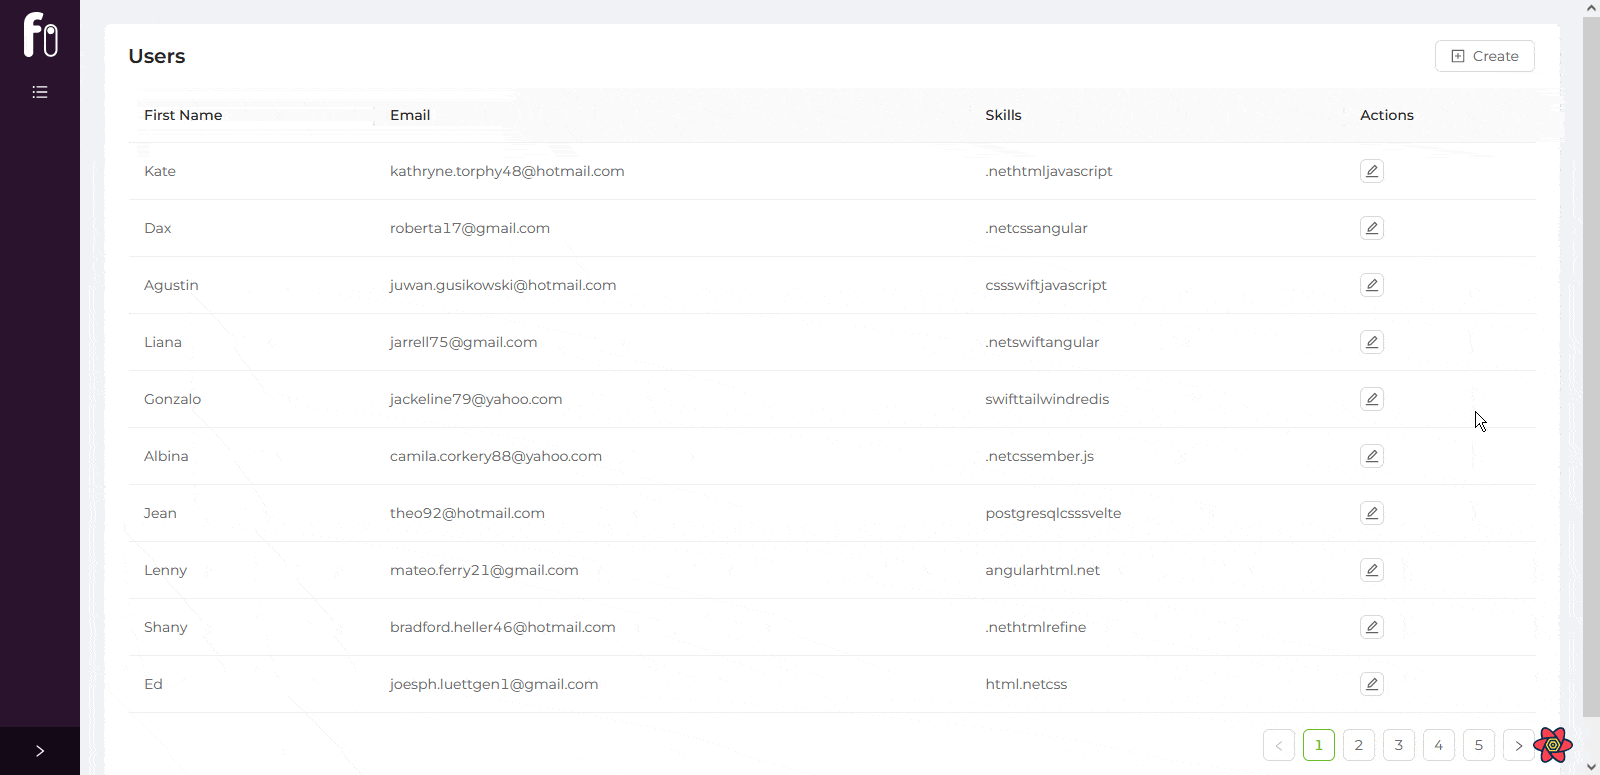 Users
Create
First Name Email Skills Actions
Kate kathryne.torphy48@hotmail.com .nethtmljavascript
Dax roberta17@gmail.com .netcssangular
Agustin juwan.gusikowski@hotmail.com cssswiftjavascript
Liana jarrell75@gmail.com .netswiftangular
Gonzalo jackeline79@yahoo.com swifttailwindredis
Albina camila.corkery88@yahoo.com .netcssember.js
Jean theo92@hotmail.com postgresqlcsssvelte
Lenny mateo.ferry21@gmail.com angularhtml.net
Shany bradford.heller46@hotmail.com .nethtmlrefine
Ed joesph.luettgen1@gmail.com html.netcss
< 1 2 3 4 5 >